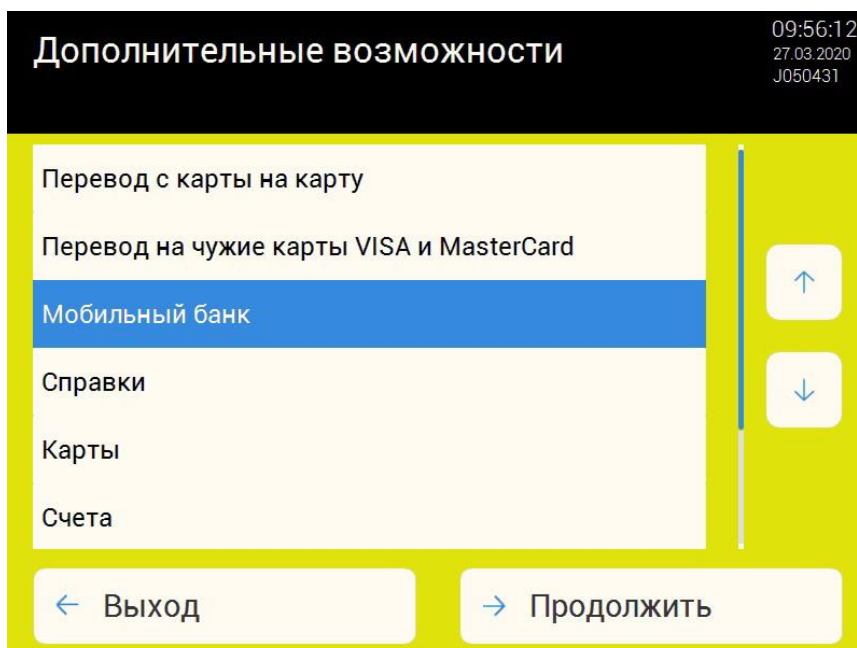 Дополнительные возможности
09:56:12
27.03.2020
J050431
Перевод с карты на карту
Перевод на чужие карты VISA и MasterCard
Мобильный банк
Справки
Карты
Счета
← Выход
→ Продолжить